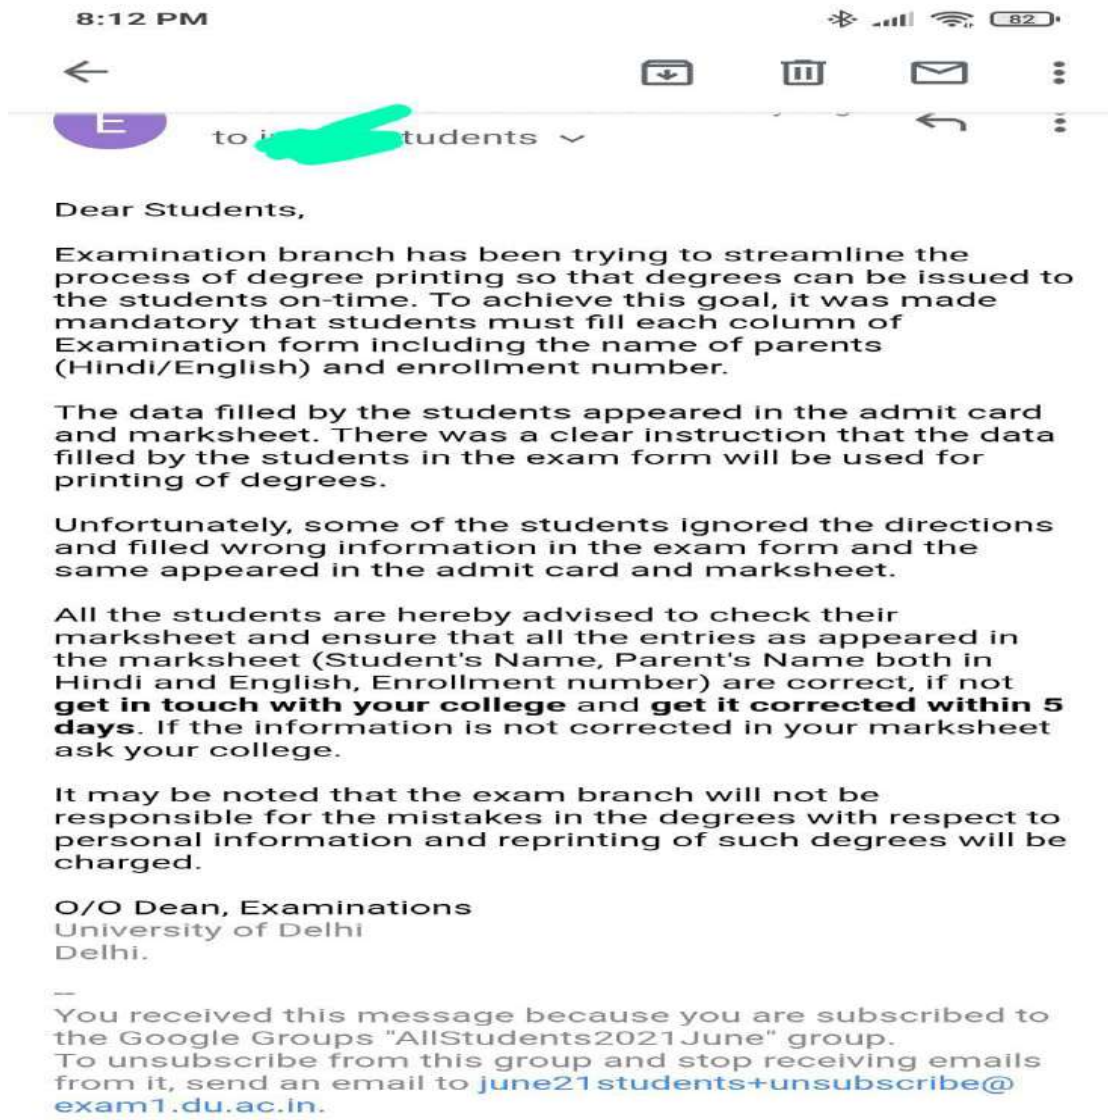 8:12 PM
82
E
to tudents
Dear Students,
Examination branch has been trying to streamline the
process of degree printing so that degrees can be issued to
the students on-time. To achieve this goal, it was made
mandatory that students must fill each column of
Examination form including the name of parents
(Hindi/English) and enrollment number.
The data filled by the students appeared in the admit card
and marksheet. There was a clear instruction that the data
filled by the students in the exam form will be used for
printing of degrees.
Unfortunately, some of the students ignored the directions
and filled wrong information in the exam form and the
same appeared in the admit card and marksheet.
All the students are hereby advised to check their
marksheet and ensure that all the entries as appeared in
the marksheet (Student's Name, Parent's Name both in
Hindi and English, Enrollment number) are correct, if not
get in touch with your college and get it corrected within 5
days. If the information is not corrected in your marksheet
ask your college.
It may be noted that the exam branch will not be
responsible for the mistakes in the degrees with respect to
personal information and reprinting of such degrees will be
charged.
O/O Dean, Examinations
University of Delhi
Delhi.
--
You received this message because you are subscribed to
the Google Groups "AllStudents2021June" group.
To unsubscribe from this group and stop receiving emails
from it, send an email to june21students+unsubscribe@
exam1.du.ac.in.